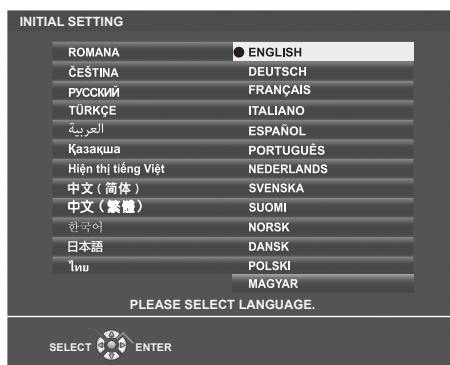 INITIAL SETTING
ROMANA
ENGLISH
ČEŠTINA
DEUTSCH
РУССКИЙ
FRANÇAIS
TÜRKÇE
ITALIANO
العربية
ESPAÑOL
Қазақша
PORTUGUÊS
Hiện thị tiếng Việt
NEDERLANDS
中文 ( 简体 )
SVENSKA
中文 ( 繁體 )
SUOMI
한국어
NORSK
日本語
DANSK
ไทย
POLSKI
MAGYAR
PLEASE SELECT LANGUAGE.
SELECT ENTER